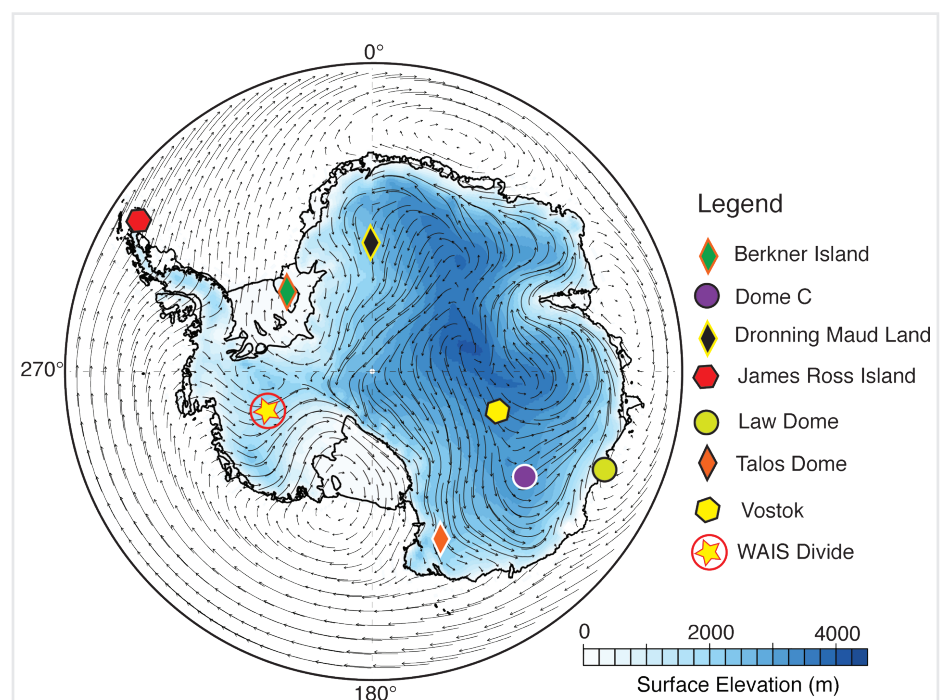 0°
270°
180°
Legend
Berkner Island
Dome C
Dronning Maud Land
James Ross Island
Law Dome
Talos Dome
Vostok
WAIS Divide
0 2000 4000
Surface Elevation (m)